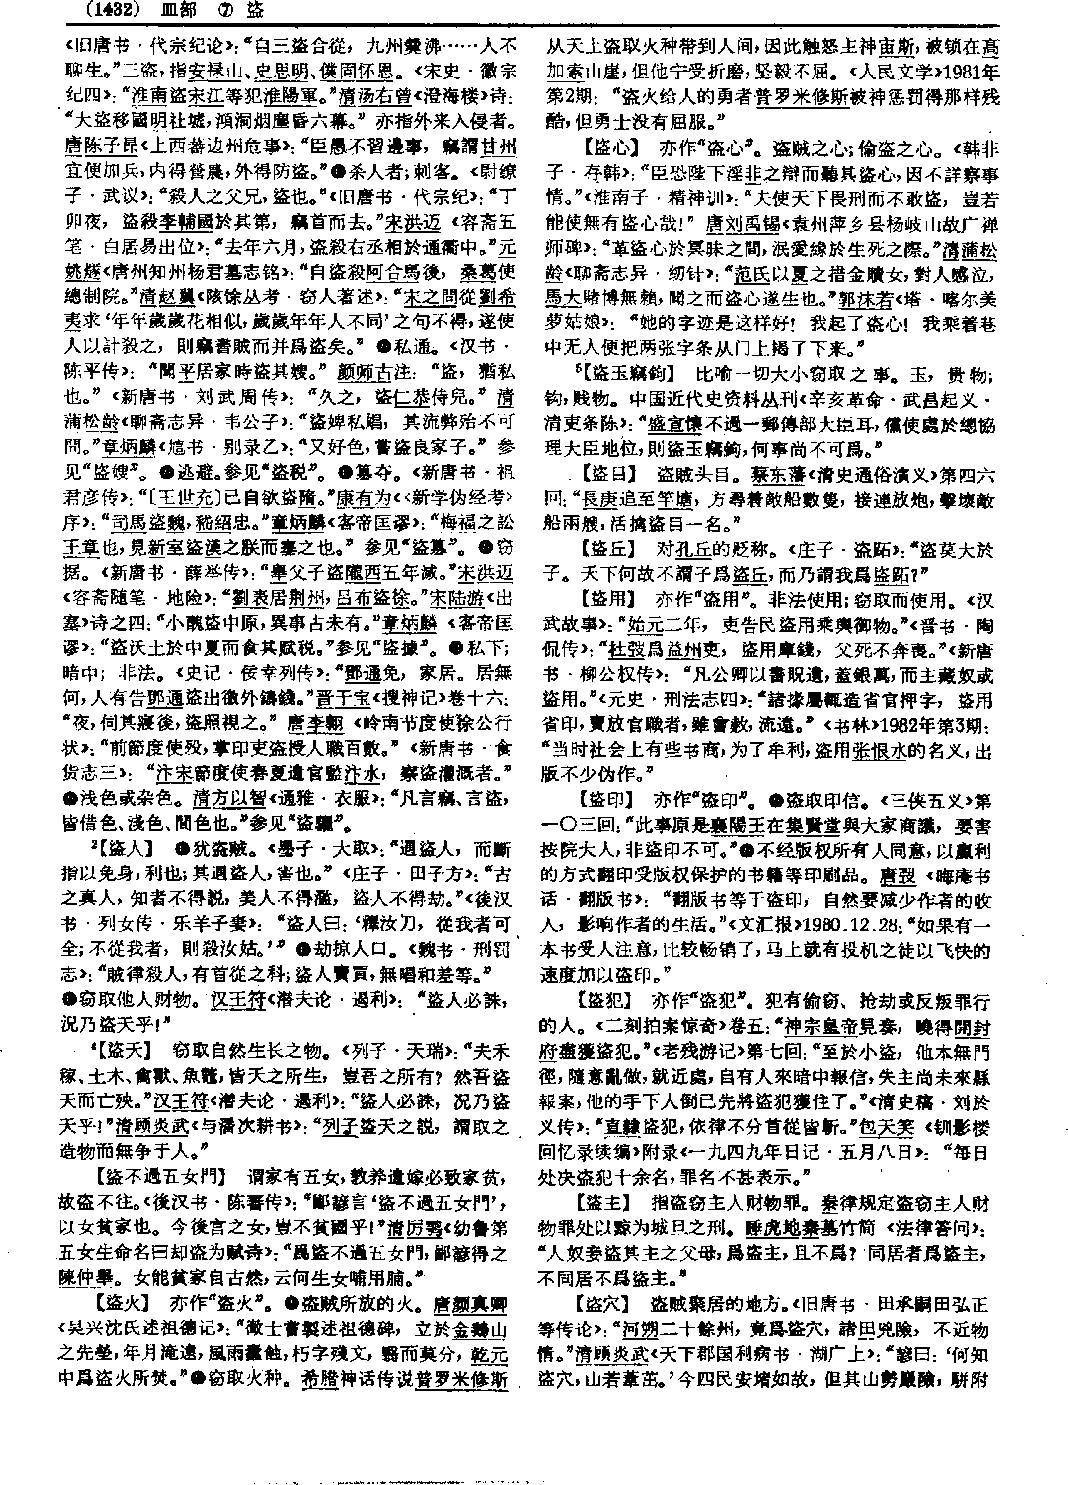 (1432) 皿部 ⑦ 盗
《旧唐书·代宗纪论》：“自三盗合從，九州羹沸……人不
聊生。”三盗，指安禄山、史思明、僕固怀恩。《宋史·徽宗
纪四》：“淮南盗宋江等犯淮陽軍。”清汤右曾《澄海楼》诗：
“大盗移國明社墟，澒洞烟塵昏六幕。”亦指外来入侵者。
唐陈子昂《上西蕃边州危事》：“臣愚不習邊事，竊謂甘州
宜便加兵，内得營農，外得防盗。”❷杀人者；刺客。《尉缭
子·武议》：“殺人之父兄，盗也。”《旧唐书·代宗纪》：“丁
卯夜，盗殺李輔國於其第，竊首而去。”宋洪迈《容斋五
笔·白居易出位》：“去年六月，盗殺右丞相於通衢中。”元
姚燧《唐州知州杨君墓志铭》：“自盗殺阿合馬後，桑葛使
總制院。”清赵翼《陔馀丛考·窃人著述》：“宋之問從劉希
夷求‘年年歲歲花相似，歲歲年年人不同’之句不得，遂使
人以計殺之，則竊書賊而并爲盗矣。”❸私通。《汉书·
陈平传》：“聞平居家時盗其嫂。”颜师古注：“盗，猶私
也。”《新唐书·刘武周传》：“久之，盗仁恭侍兒。”清
蒲松龄《聊斋志异·韦公子》：“盗婢私娼，其流弊殆不可
問。”章炳麟《訄书·别录乙》：“又好色，嘗盗良家子。”参
见“盗嫂”。❹逃避。参见“盗税”。❺篡夺。《新唐书·祖
君彦传》：“〔王世充〕已自欲盗隋。”康有为《〈新学伪经考〉
序》：“司馬盗魏，嵇绍忠。”章炳麟《客帝匡谬》：“梅福之訟
王章也，見新室盗漢之朕而塞之也。”参见“盗篡”。❻窃
据。《新唐书·薛举传》：“舉父子盗隴西五年滅。”宋洪迈
《容斋随笔·地险》：“劉表居荆州，吕布盗徐。”宋陆游《出
塞》诗之四：“小醜盗中原，異事古未有。”章炳麟《客帝匡
谬》：“盗沃土於中夏而食其赋税。”参见“盗據”。❼私下；
暗中；非法。《史记·佞幸列传》：“鄧通免，家居。居無
何，人有告鄧通盗出徼外鑄錢。”晋干宝《搜神记》卷十六：
“夜，伺其寢後，盗照視之。”唐李翱《岭南节度使徐公行
状》：“前節度使殁，掌印吏盗授人職百數。”《新唐书·食
货志三》：“汴宋節度使春夏遣官監汴水，察盗灌溉者。”
❽浅色或杂色。清方以智《通雅·衣服》：“凡言竊、言盗，
皆借色、淺色、間色也。”参见“盗驪”。
²【盗人】 ❶犹盗贼。《墨子·大取》：“遇盗人，而斷
指以免身，利也；其遇盗人，害也。”《庄子·田子方》：“古
之真人，知者不得説，美人不得濫，盗人不得劫。”《後汉
书·列女传·乐羊子妻》：“盗人曰：‘釋汝刀，從我者可
全；不從我者，則殺汝姑。’”❷劫掠人口。《魏书·刑罚
志》：“賊律殺人，有首從之科；盗人賣買，無唱和差等。”
❸窃取他人财物。汉王符《潜夫论·遏利》：“盗人必誅，
況乃盗天乎！”
⁴【盗天】 窃取自然生长之物。《列子·天瑞》：“夫禾
稼、土木、禽獸、魚鼈，皆天之所生，豈吾之所有？然吾盗
天而亡殃。”汉王符《潜夫论·遏利》：“盗人必誅，况乃盗
天乎！”清顾炎武《与潘次耕书》：“列子盗天之説，謂取之
造物而無争于人。”
【盗不過五女門】 谓家有五女，教养遣嫁必致家贫，
故盗不往。《後汉书·陈蕃传》：“鄙諺言‘盗不過五女門’，
以女貧家也。今後宫之女，豈不貧國乎！”清厉鹗《幼鲁第
五女生命名曰却盗为赋诗》：“爲盗不過五女門，鄙諺得之
陳仲舉。女能貧家自古然，云何生女哺用脯。”
【盗火】 亦作“盜火”。❶盗贼所放的火。唐颜真卿
《吴兴沈氏述祖德记》：“徵士嘗製述祖德碑，立於金鵝山
之先塋，年月淹遠，風雨蠹蝕，朽字殘文，翳而莫分，乾元
中爲盗火所焚。”❷窃取火种。希腊神话传说普罗米修斯
从天上盗取火种带到人间，因此触怒主神宙斯，被锁在高
加索山崖，但他宁受折磨，坚毅不屈。《人民文学》1981年
第2期：“盗火给人的勇者普罗米修斯被神惩罚得那样残
酷，但勇士没有屈服。”
【盗心】 亦作“盜心”。盗贼之心；偷盗之心。《韩非
子·存韩》：“臣恐陛下淫非之辯而聽其盗心，因不詳察事
情。”《淮南子·精神训》：“夫使天下畏刑而不敢盗，豈若
能使無有盗心哉！”唐刘禹锡《袁州萍乡县杨岐山故广禅
师碑》：“革盗心於冥昧之間，泯愛緣於生死之際。”清蒲松
龄《聊斋志异·纫针》：“范氏以夏之措金贖女，對人感泣，
馬大賭博無賴，聞之而盗心遂生也。”郭沫若《塔·喀尔美
萝姑娘》：“她的字迹是这样好！我起了盗心！我乘着巷
中无人便把两张字条从门上揭了下来。”
⁵【盗玉竊鉤】 比喻一切大小窃取之事。玉，贵物；
钩，贱物。中国近代史资料丛刊《辛亥革命·武昌起义·
清吏条陈》：“盛宣懷不過一郵傳部大臣耳，儻使處於總協
理大臣地位，則盗玉竊鉤，何事尚不可爲。”
【盗目】 盗贼头目。蔡东藩《清史通俗演义》第四六
回：“長庚追至竿塘，方尋着敵船數隻，接連放炮，擊壞敵
船兩艘，活擒盗目一名。”
【盗丘】 对孔丘的贬称。《庄子·盗跖》：“盗莫大於
子。天下何故不謂子爲盗丘，而乃謂我爲盗跖？”
【盗用】 亦作“盜用”。非法使用；窃取而使用。《汉
武故事》：“始元二年，吏告民盗用乘輿御物。”《晋书·陶
侃传》：“杜弢爲益州吏，盗用庫錢，父死不奔喪。”《新唐
书·柳公权传》：“凡公卿以書貺遺，蓋鉅萬，而主藏奴或
盗用。”《元史·刑法志四》：“諸掾屬輒造省官押字，盗用
省印，賣放官職者，雖會赦，流遠。”《书林》1982年第3期：
“当时社会上有些书商，为了牟利，盗用张恨水的名义，出
版不少伪作。”
【盗印】 亦作“盜印”。❶盗取印信。《三侠五义》第
一〇三回：“此事原是襄陽王在集賢堂與大家商議，要害
按院大人，非盗印不可。”❷不经版权所有人同意，以赢利
的方式翻印受版权保护的书籍等印刷品。唐弢《晦庵书
话·翻版书》：“翻版书等于盗印，自然要减少作者的收
人，影响作者的生活。”《文汇报》1980.12.28：“如果有一
本书受人注意，比较畅销了，马上就有投机之徒以飞快的
速度加以盗印。”
【盗犯】 亦作“盜犯”。犯有偷窃、抢劫或反叛罪行
的人。《二刻拍案惊奇》卷五：“神宗皇帝見奏，曉得開封
府盡獲盗犯。”《老残游记》第七回：“至於小盗，他本無門
徑，隨意亂做，就近處，自有人來暗中報信，失主尚未來縣
報案，他的手下人倒已先將盗犯獲住了。”《清史稿·刘於
义传》：“直隸盗犯，依律不分首從皆斬。”包天笑《钏影楼
回忆录续编》附录《一九四九年日记·五月八日》：“每日
处决盗犯十余名，罪名不甚表示。”
【盗主】 指盗窃主人财物罪。秦律规定盗窃主人财
物罪处以黥为城旦之刑。睡虎地秦墓竹简《法律答问》：
“人奴妾盗其主之父母，爲盗主，且不爲？同居者爲盗主，
不同居不爲盗主。”
【盗穴】 盗贼聚居的地方。《旧唐书·田承嗣田弘正
等传论》：“河朔二十餘州，竟爲盗穴，諸田兇險，不近物
情。”清顾炎武《天下郡国利病书·湖广上》：“諺曰：‘何知
盗穴，山若葦茁。’今四民安堵如故，但其山勢巖險，駢附